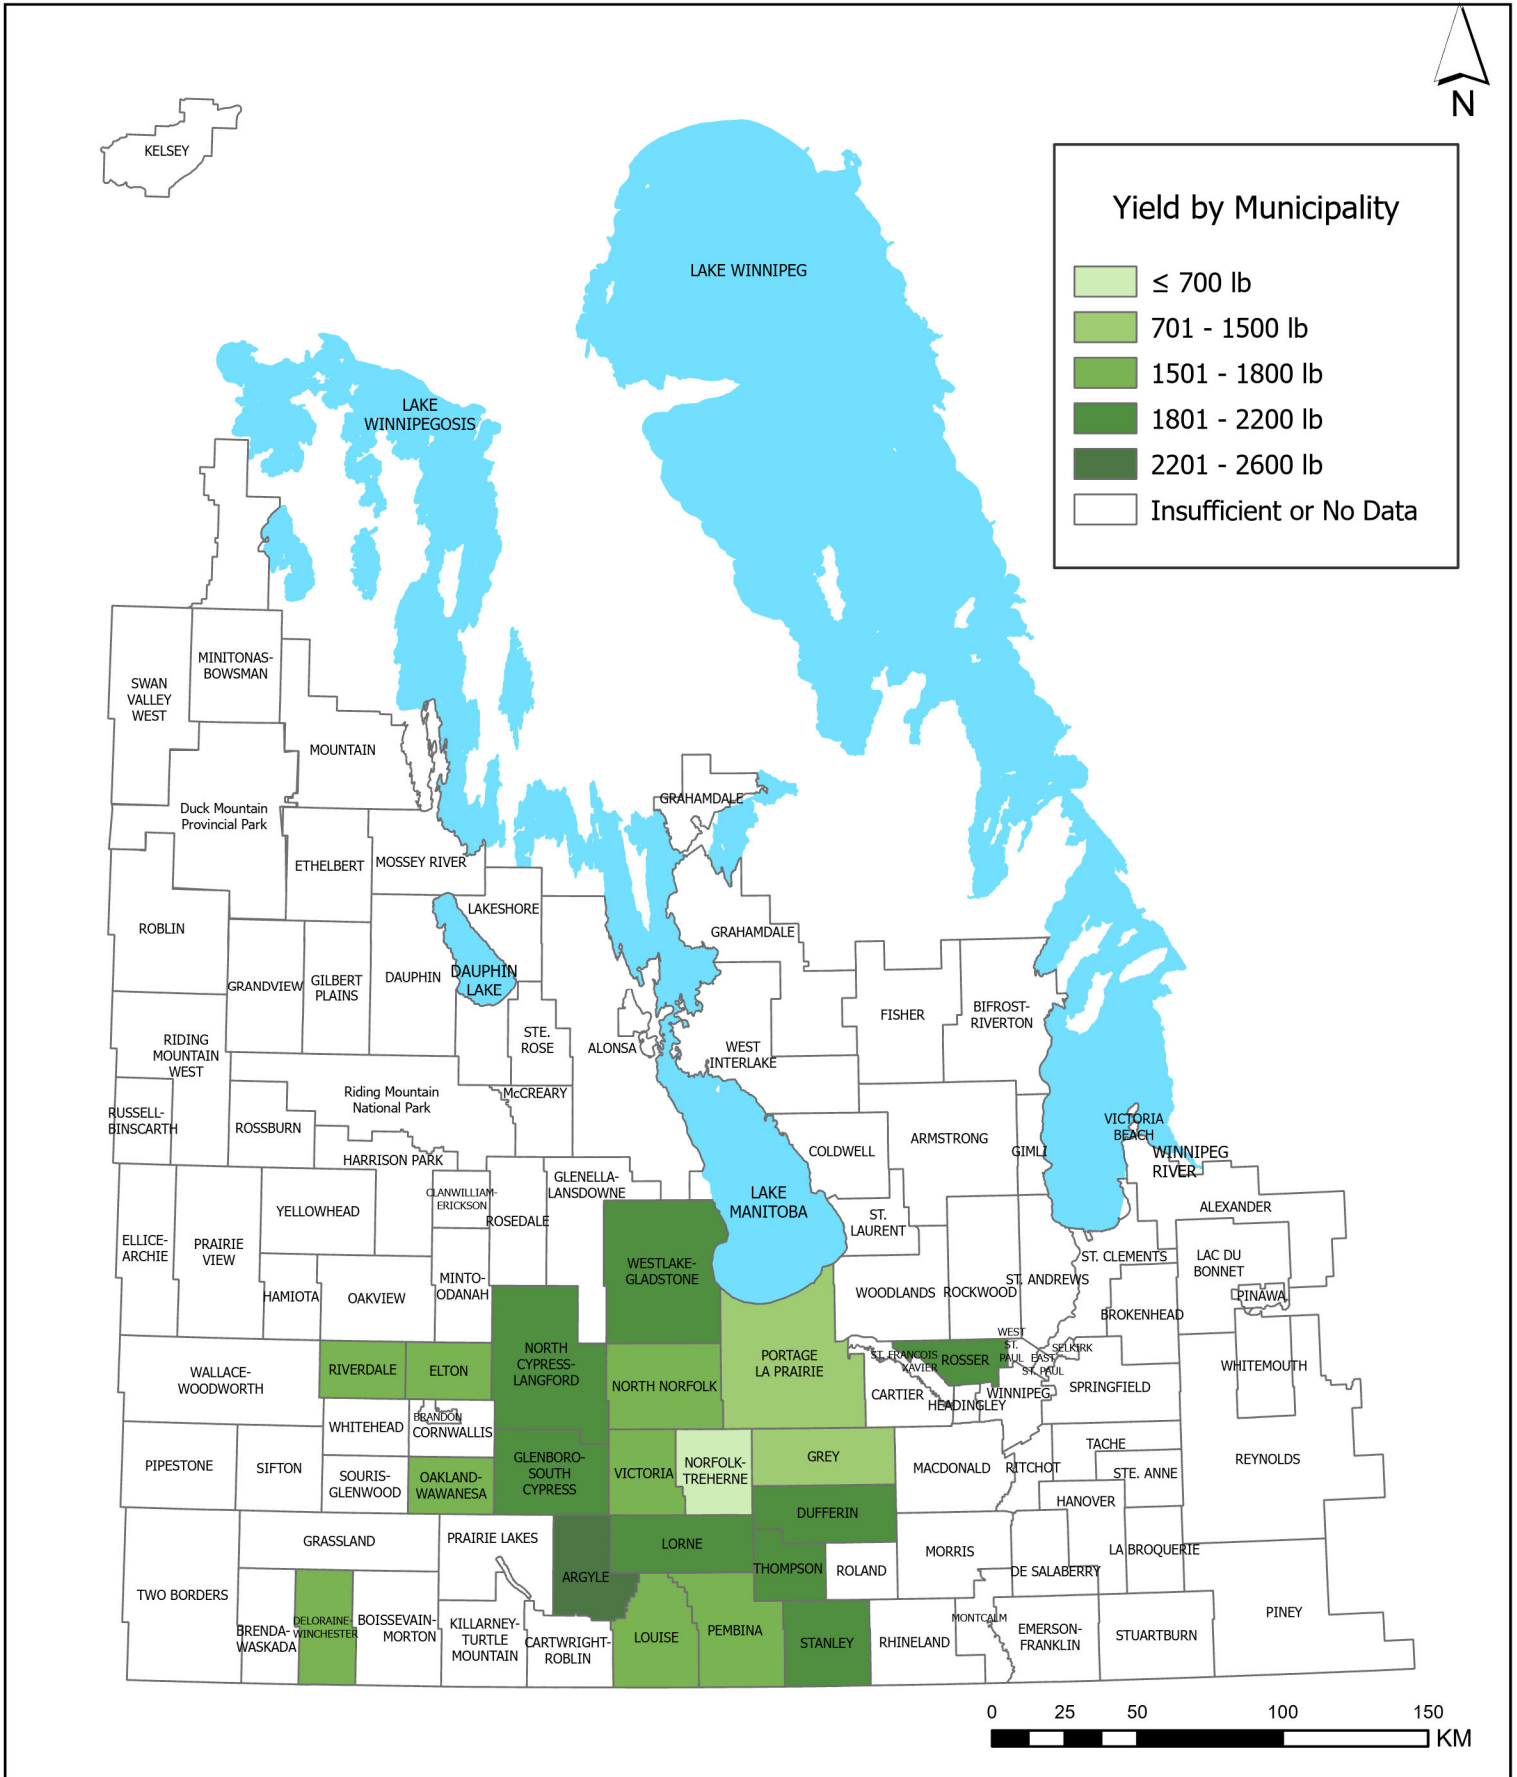 N
KELSEY
Yield by Municipality
≤ 700 lb
701 - 1500 lb
1501 - 1800 lb
1801 - 2200 lb
2201 - 2600 lb
Insufficient or No Data
LAKE WINNIPEG
LAKE
WINNIPEGOSIS
MINITONAS-
BOWSMAN
SWAN
VALLEY
WEST
MOUNTAIN
Duck Mountain
Provincial Park
GRAHAMDALE
ETHELBERT
MOSSEY RIVER
LAKESHORE
ROBLIN
GRAHAMDALE
GRANDVIEW
GILBERT
PLAINS
DAUPHIN
DAUPHIN
LAKE
FISHER
BIFROST-
RIVERTON
RIDING
MOUNTAIN
WEST
STE.
ROSE
ALONSA
WEST
INTERLAKE
Riding Mountain
National Park
McCREARY
RUSSELL-
BINSCARTH
ROSSBURN
HARRISON PARK
COLDWELL
ARMSTRONG
GIMLI
VICTORIA
BEACH
WINNIPEG
RIVER
GLENELLA-
LANSDOWNE
CLANWILLIAM-
ERICKSON
YELLOWHEAD
ROSEDALE
LAKE
MANITOBA
ST.
LAURENT
ALEXANDER
ELLICE-
ARCHIE
PRAIRIE
VIEW
WESTLAKE-
GLADSTONE
ST. CLEMENTS
LAC DU
BONNET
HAMIOTA
OAKVIEW
MINTO-
ODANAH
WOODLANDS
ROCKWOOD
ST. ANDREWS
PINAWA
BROKENHEAD
WALLACE-
WOODWORTH
RIVERDALE
ELTON
NORTH
CYPRESS-
LANGFORD
NORTH NORFOLK
PORTAGE
LA PRAIRIE
ST. FRANCOIS
XAVIER
ROSSER
WEST
ST.
PAUL
EAST
ST. PAUL
SELKIRK
WHITEMOUTH
CARTIER
HEADINGLEY
WINNIPEG
SPRINGFIELD
WHITEHEAD
BRANDON
CORNWALLIS
PIPESTONE
SIFTON
SOURIS-
GLENWOOD
OAKLAND-
WAWANESA
GLENBORO-
SOUTH
CYPRESS
VICTORIA
NORFOLK-
TREHERNE
GREY
MACDONALD
RITCHOT
TACHE
STE. ANNE
REYNOLDS
HANOVER
DUFFERIN
GRASSLAND
PRAIRIE LAKES
LORNE
MORRIS
LA BROQUERIE
TWO BORDERS
ARGYLE
THOMPSON
ROLAND
DE SALABERRY
BRENDA-
WASKADA
DELORAINE-
WINCHESTER
BOISSEVAIN-
MORTON
KILLARNEY-
TURTLE
MOUNTAIN
CARTWRIGHT-
ROBLIN
LOUISE
PEMBINA
STANLEY
RHINELAND
MONTCALM
EMERSON-
FRANKLIN
STUARTBURN
PINEY
0 25 50 100 150
KM